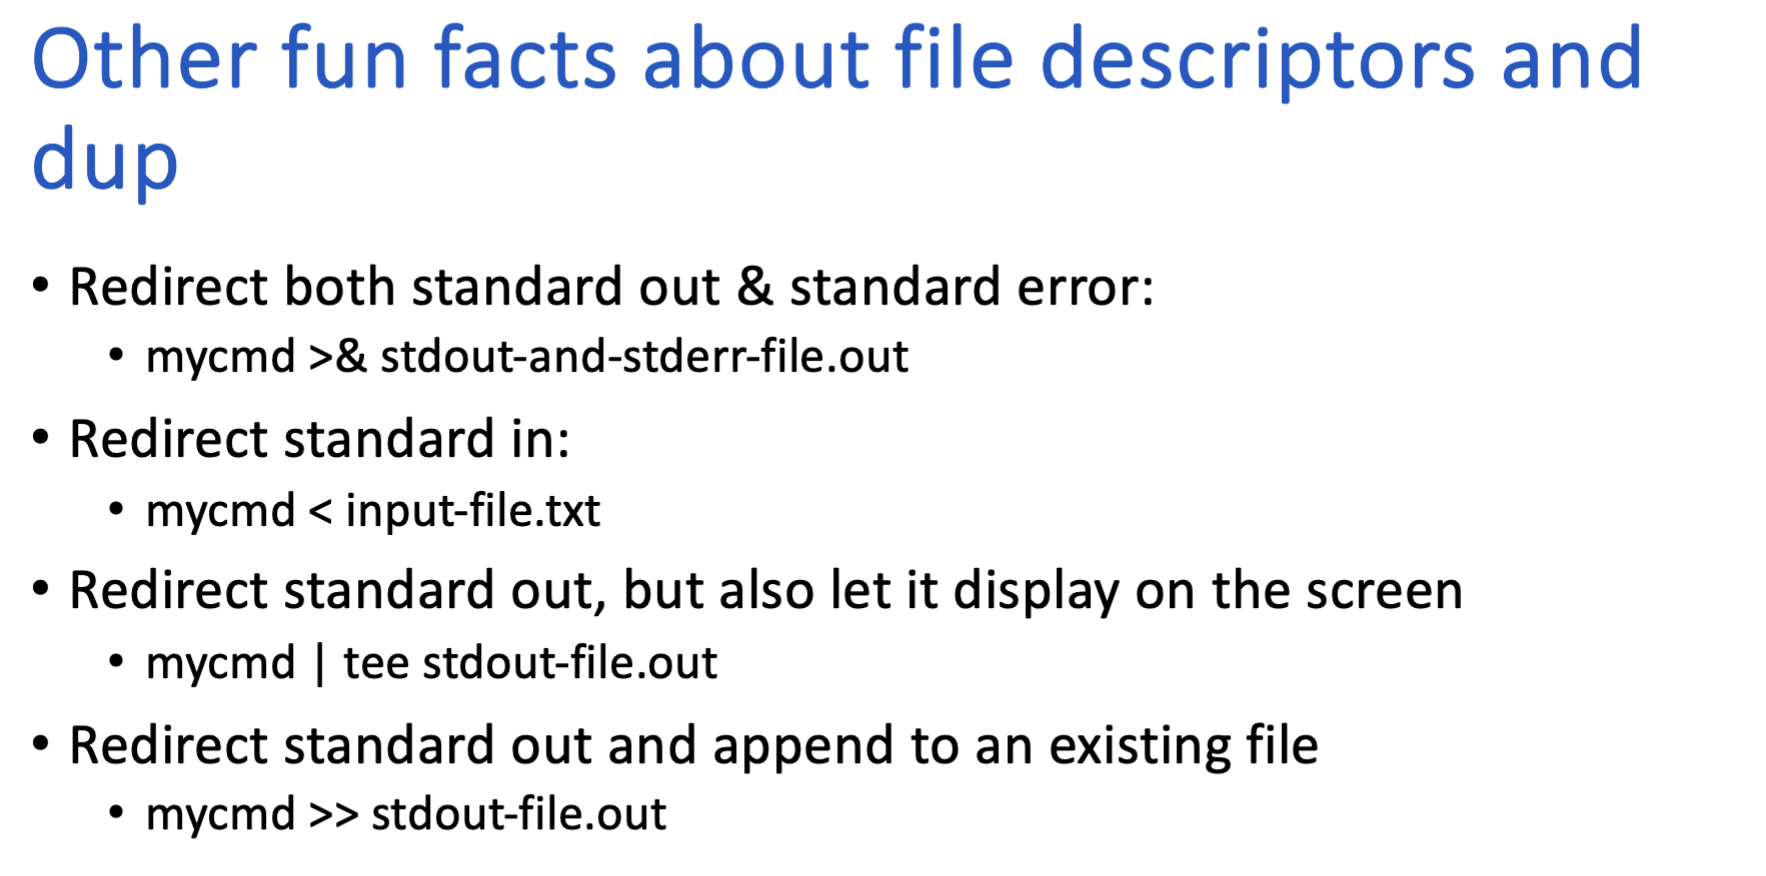 Other fun facts about file descriptors and
dup
• Redirect both standard out & standard error:
• mycmd >& stdout-and-stderr-file.out
• Redirect standard in:
• mycmd < input-file.txt
• Redirect standard out, but also let it display on the screen
• mycmd | tee stdout-file.out
• Redirect standard out and append to an existing file
• mycmd >> stdout-file.out